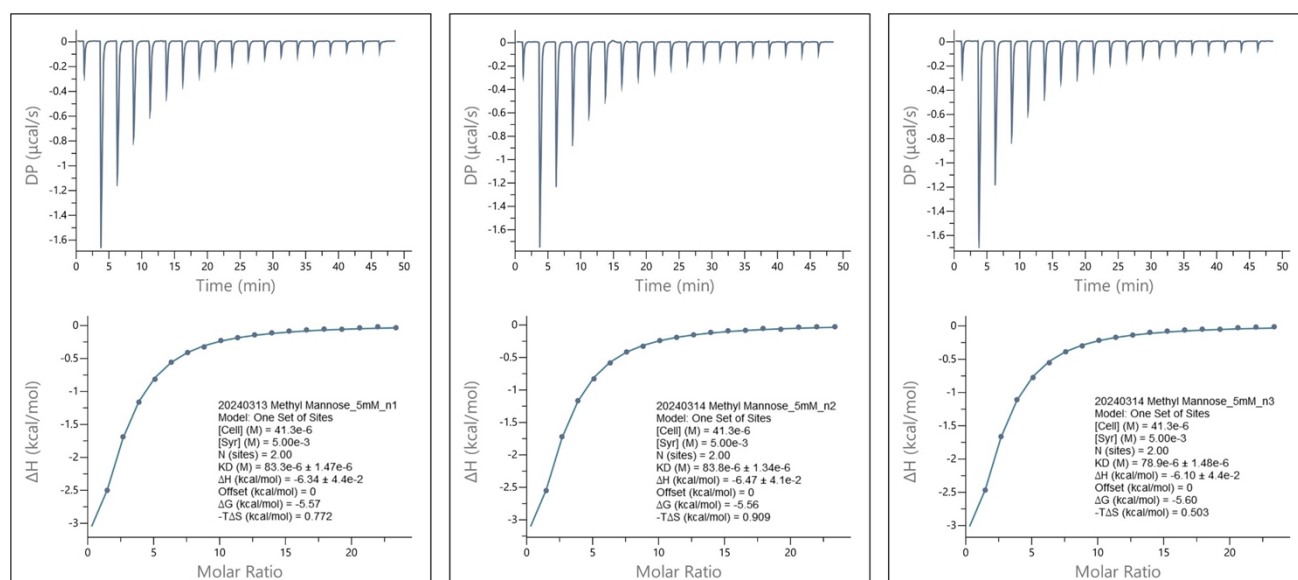 0
-0.2
-0.4
-0.6
-0.8
-1
-1.2
-1.4
-1.6
DP (µcal/s)
0 5 10 15 20 25 30 35 40 45 50
Time (min)
0
-0.5
-1
-1.5
-2
-2.5
-3
ΔH (kcal/mol)
20240313 Methyl Mannose_5mM_n1
Model: One Set of Sites
[Cell] (M) = 41.3e-6
[Syr] (M) = 5.00e-3
N (sites) = 2.00
KD (M) = 83.3e-6 ± 1.47e-6
ΔH (kcal/mol) = -6.34 ± 4.4e-2
Offset (kcal/mol) = 0
ΔG (kcal/mol) = -5.57
-TΔS (kcal/mol) = 0.772
0 5 10 15 20
Molar Ratio
0
-0.2
-0.4
-0.6
-0.8
-1
-1.2
-1.4
-1.6
DP (µcal/s)
0 5 10 15 20 25 30 35 40 45 50
Time (min)
0
-0.5
-1
-1.5
-2
-2.5
-3
ΔH (kcal/mol)
20240314 Methyl Mannose_5mM_n2
Model: One Set of Sites
[Cell] (M) = 41.3e-6
[Syr] (M) = 5.00e-3
N (sites) = 2.00
KD (M) = 83.8e-6 ± 1.34e-6
ΔH (kcal/mol) = -6.47 ± 4.1e-2
Offset (kcal/mol) = 0
ΔG (kcal/mol) = -5.56
-TΔS (kcal/mol) = 0.909
0 5 10 15 20
Molar Ratio
0
-0.2
-0.4
-0.6
-0.8
-1
-1.2
-1.4
-1.6
DP (µcal/s)
0 5 10 15 20 25 30 35 40 45 50
Time (min)
0
-0.5
-1
-1.5
-2
-2.5
-3
ΔH (kcal/mol)
20240314 Methyl Mannose_5mM_n3
Model: One Set of Sites
[Cell] (M) = 41.3e-6
[Syr] (M) = 5.00e-3
N (sites) = 2.00
KD (M) = 78.9e-6 ± 1.48e-6
ΔH (kcal/mol) = -6.10 ± 4.4e-2
Offset (kcal/mol) = 0
ΔG (kcal/mol) = -5.60
-TΔS (kcal/mol) = 0.503
0 5 10 15 20
Molar Ratio